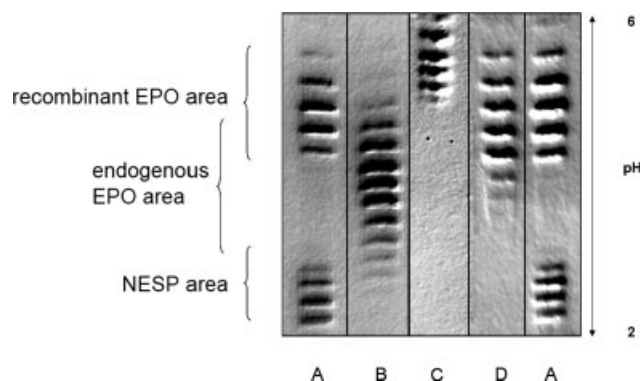 6
recombinant EPO area
endogenous
EPO area
pH
NESP area
2
A B C D A